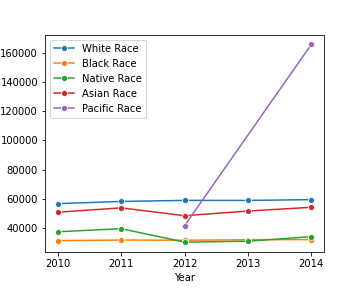 White Race
Black Race
Native Race
Asian Race
Pacific Race
160000
140000
120000
100000
80000
60000
40000
2010 2011 2012 2013 2014
Year